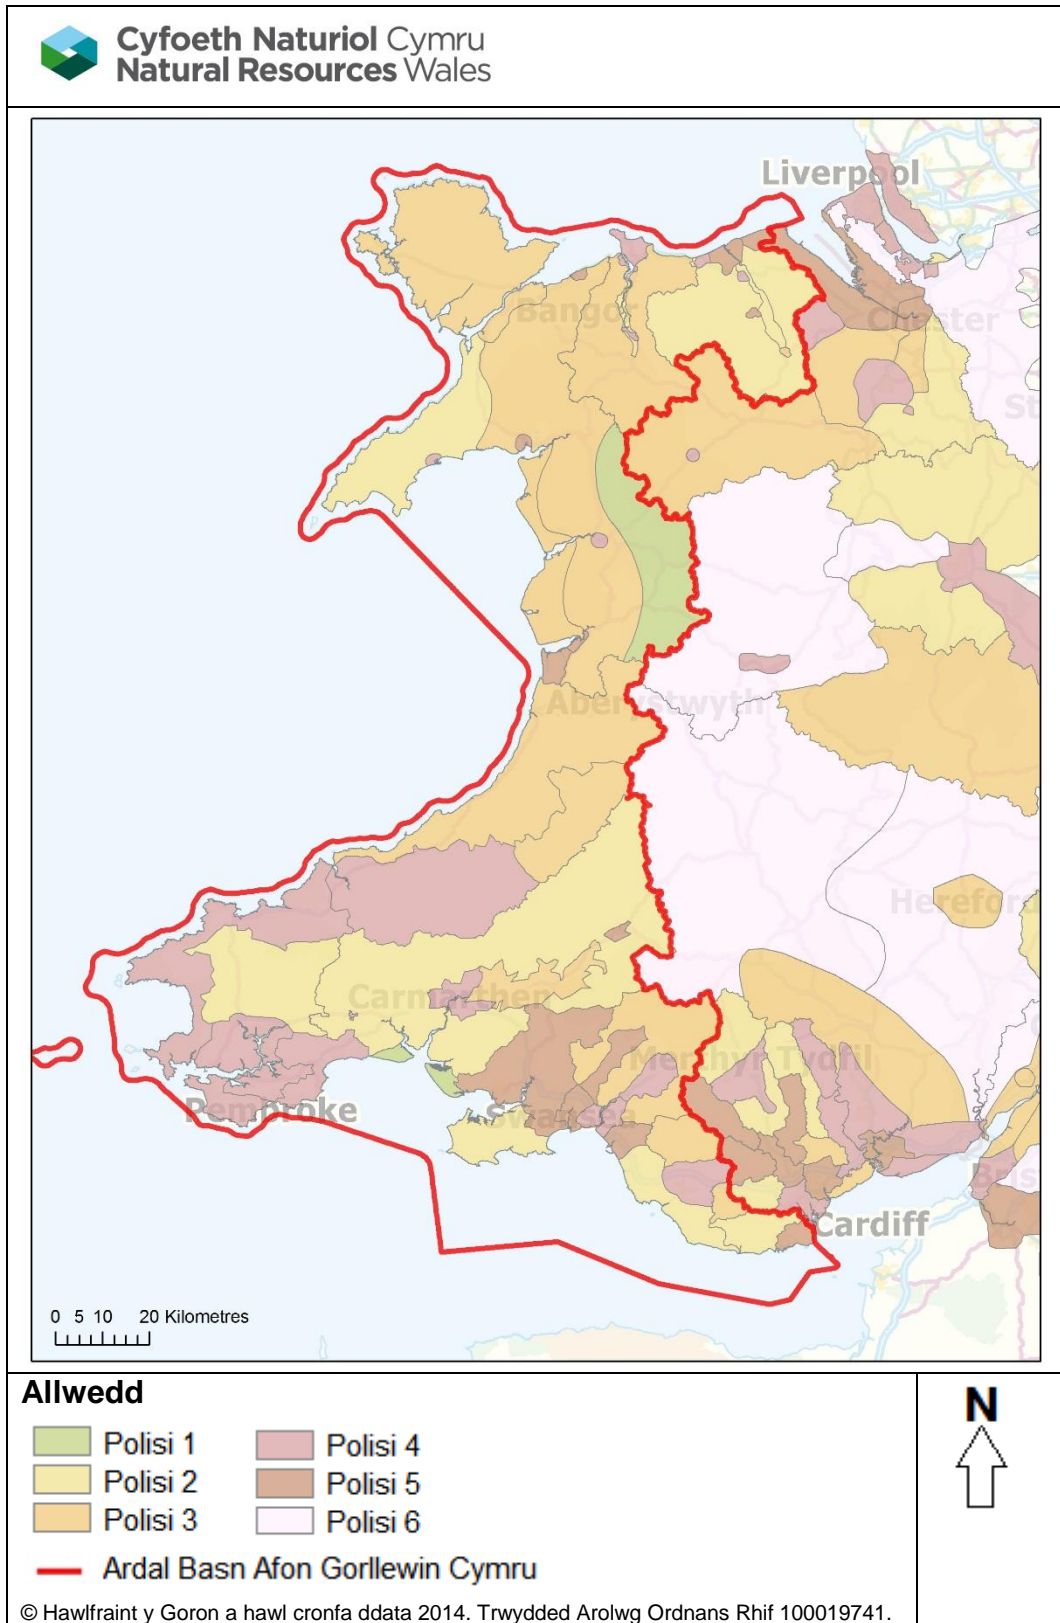 Cyfoeth Naturiol Cymru
Natural Resources Wales
Liverpool
Bangor
Chester
St
Aberystwyth
Hereford
Carmarthen
Merthyr Tydfil
Pembroke
Swansea
Bris
Cardiff
0 5 10 20 Kilometres
Allwedd
Polisi 1
Polisi 2
Polisi 3
Polisi 4
Polisi 5
Polisi 6
Ardal Basn Afon Gorllewin Cymru
N
© Hawlfraint y Goron a hawl cronfa ddata 2014. Trwydded Arolwg Ordnans Rhif 100019741.